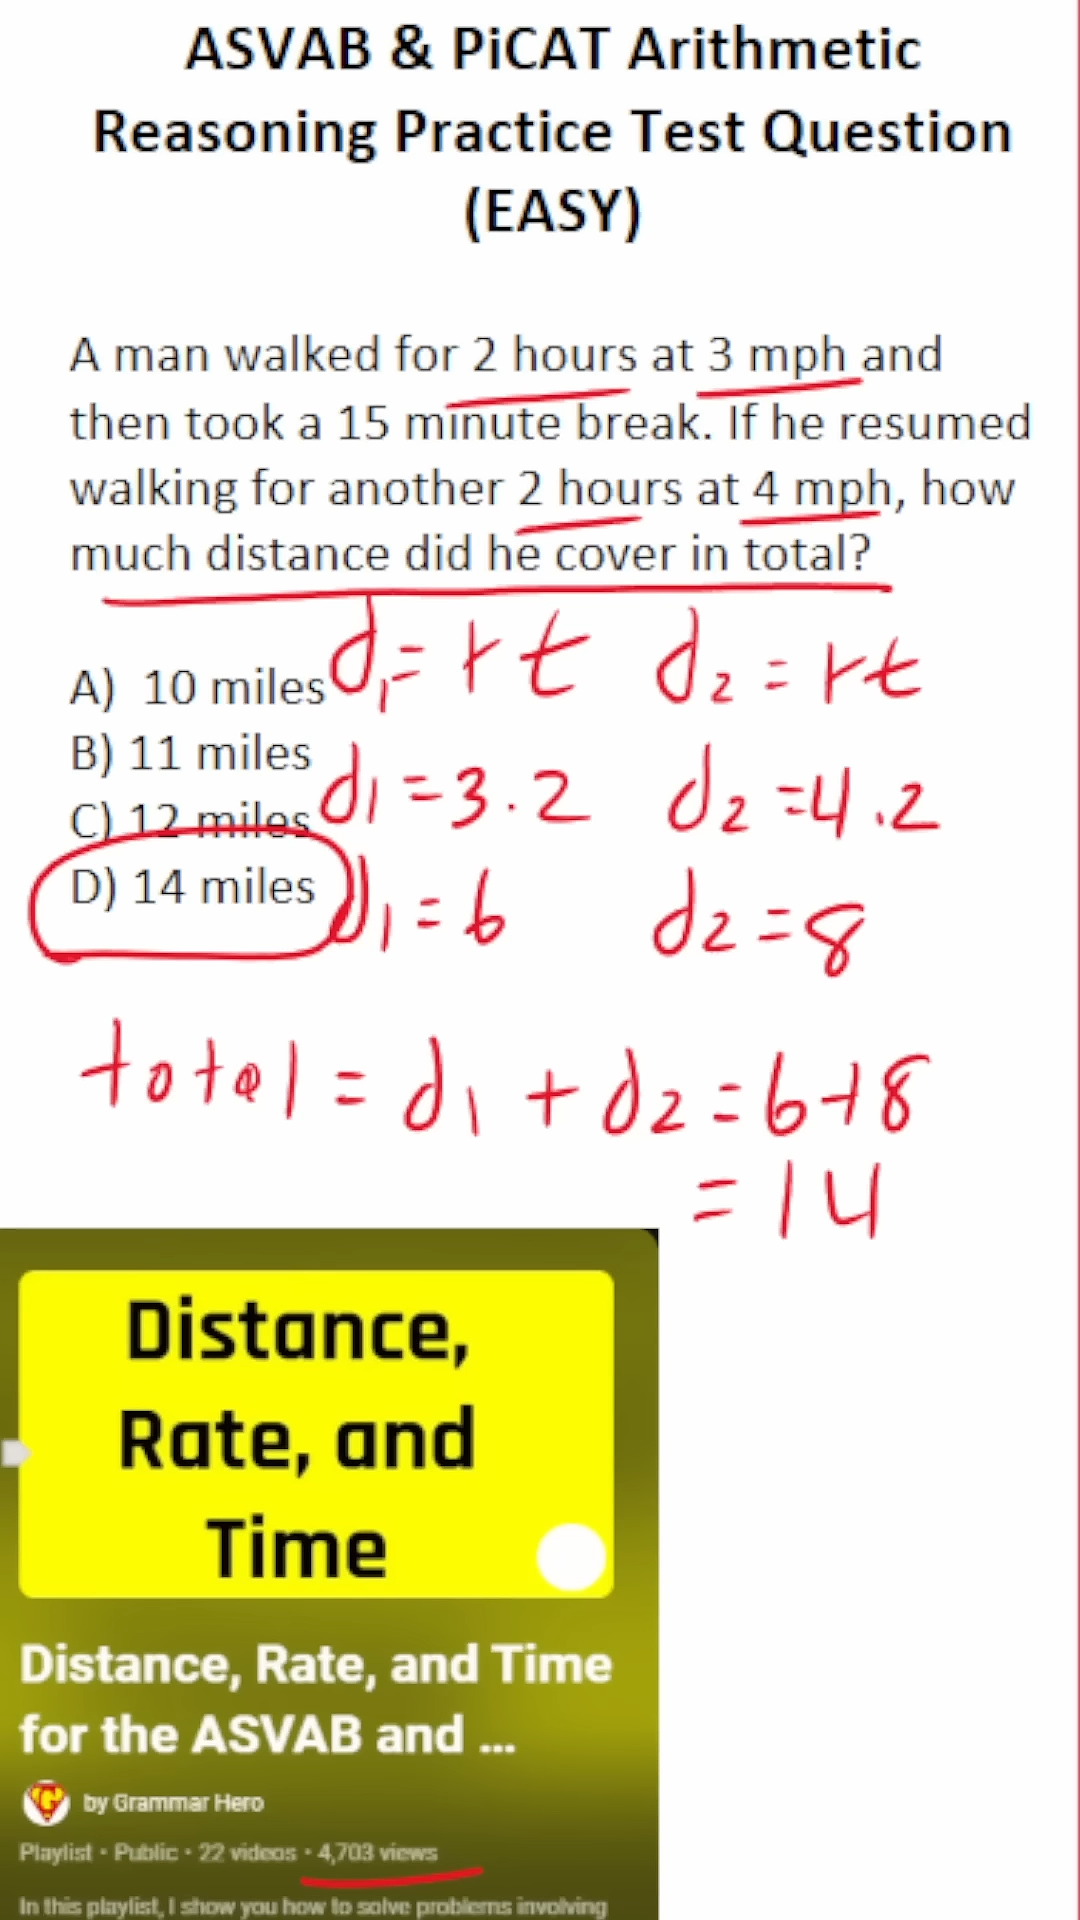 ASVAB & PiCAT Arithmetic
Reasoning Practice Test Question
(EASY)
A man walked for 2 hours at 3 mph and
then took a 15 minute break. If he resumed
walking for another 2 hours at 4 mph, how
much distance did he cover in total?
A) 10 miles
B) 11 miles
C) 12 miles
D) 14 miles
d₁ = rt d₂ = rt
d₁ = 3 · 2 d₂ = 4 · 2
d₁ = 6 d₂ = 8
total = d₁ + d₂ = 6+8
= 14
Distance,
Rate, and
Time
Distance, Rate, and Time
for the ASVAB and ...
by Grammar Hero
Playlist • Public • 22 videos • 4,703 views
In this playlist, I show you how to solve problems involving